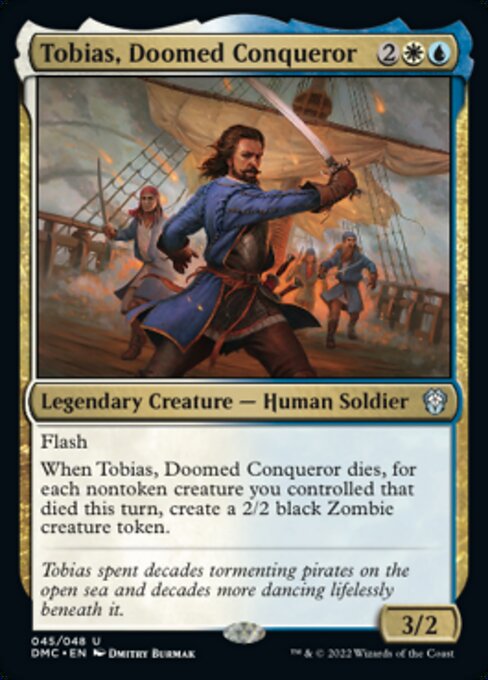 Tobias, Doomed Conqueror 2
Legendary Creature — Human Soldier
Flash
When Tobias, Doomed Conqueror dies, for
each nontoken creature you controlled that
died this turn, create a 2/2 black Zombie
creature token.
Tobias spent decades tormenting pirates on the
open sea and decades more dancing lifelessly
beneath it.
3/2
045/048 U
DMC • EN Dmitry Burmak
™ & © 2022 Wizards of the Coast